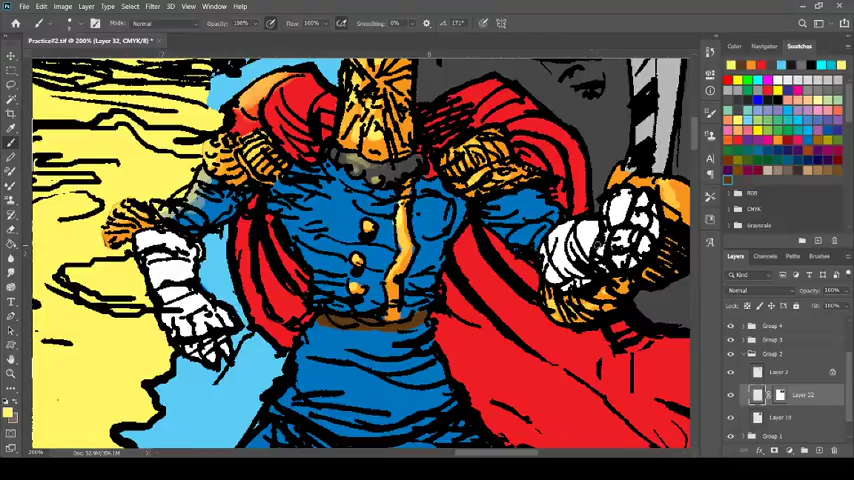 File Edit Image Layer Type Select Filter 3D View Window Help
Mode: Normal Opacity: 100% Flow: 100% Smoothing: 0% 171°
Practice#2.tif @ 200% (Layer 32, CMYK/8) *
Color Navigator Swatches
RGB
CMYK
Grayscale
Layers Channels Paths Brushes
Kind
Normal Opacity: 100%
Lock: Fill: 100%
Group 4
Group 3
Group 2
Layer 2
Layer 32
Layer 10
Group 1
200%